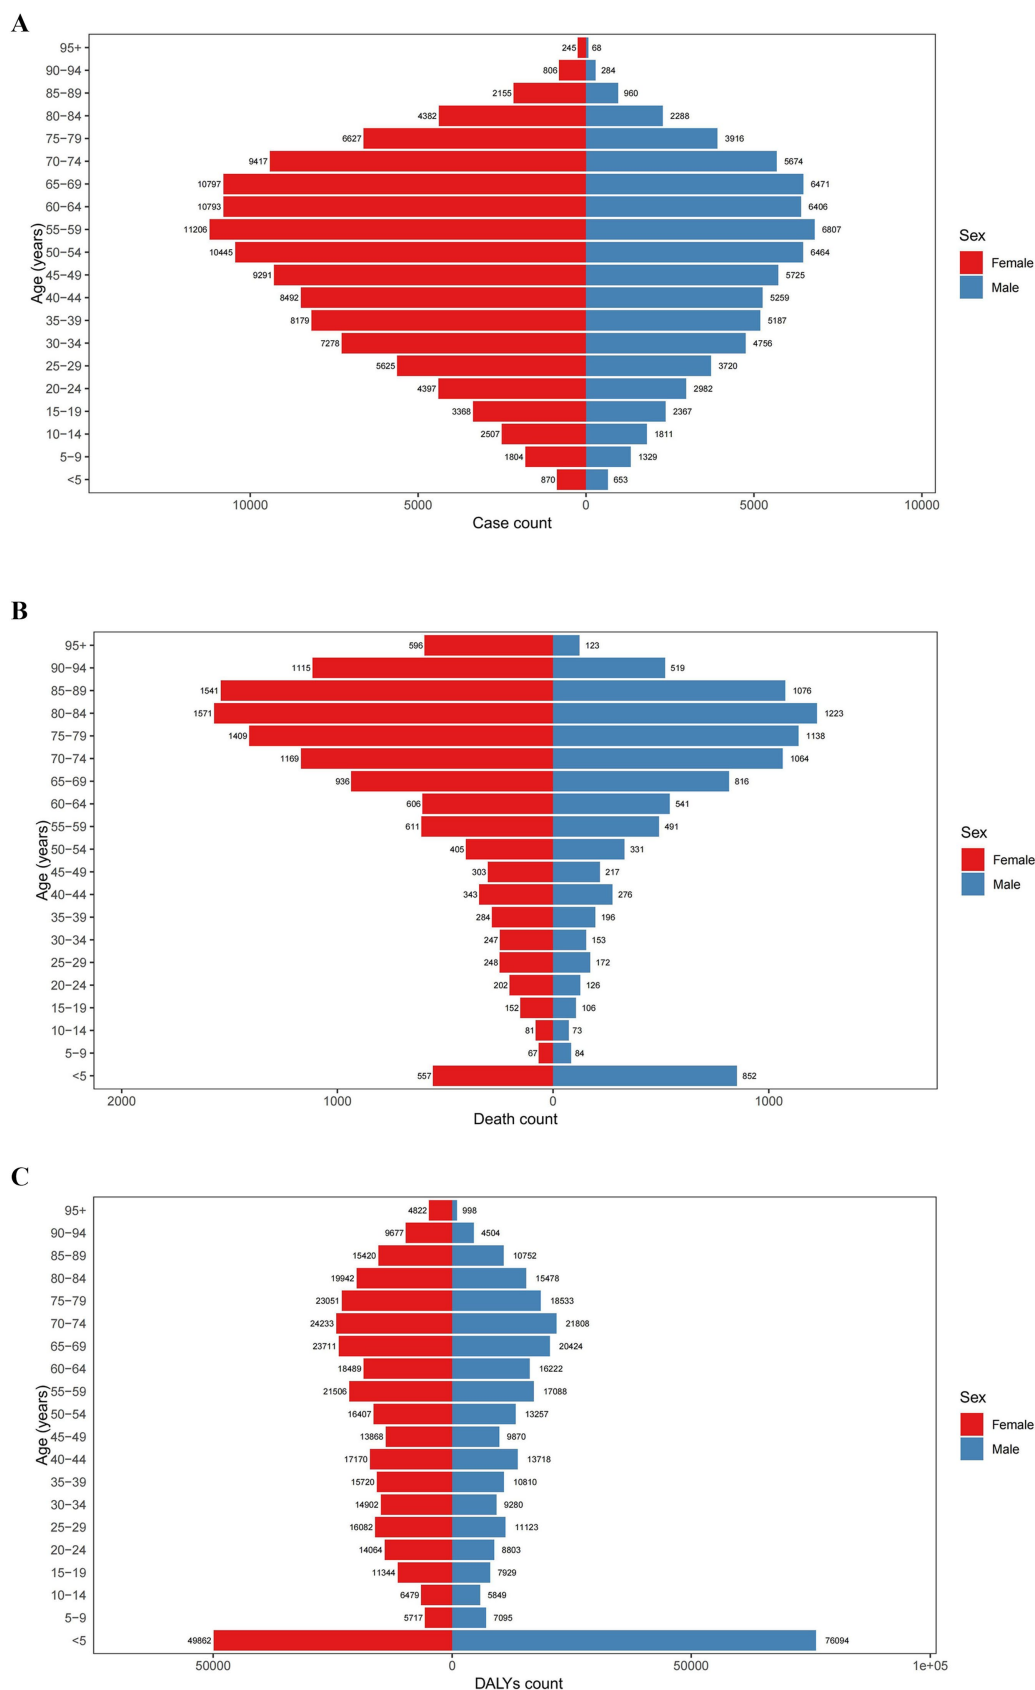 A
95+ 245 68
90−94 806 284
85−89 2155 960
80−84 4382 2288
75−79 6627 3916
70−74 9417 5674
65−69 10797 6471
60−64 10793 6406
55−59 11206 6807
50−54 10445 6464
45−49 9291 5725
40−44 8492 5259
35−39 8179 5187
30−34 7278 4756
25−29 5625 3720
20−24 4397 2982
15−19 3368 2367
10−14 2507 1811
5−9 1804 1329
<5 870 653
10000 5000 0 5000 10000
Case count
Age (years)
Sex
Female
Male
B
95+ 596 123
90−94 1115 519
85−89 1541 1076
80−84 1571 1223
75−79 1409 1138
70−74 1169 1064
65−69 936 816
60−64 606 541
55−59 611 491
50−54 405 331
45−49 303 217
40−44 343 276
35−39 284 196
30−34 247 153
25−29 248 172
20−24 202 126
15−19 152 106
10−14 81 73
5−9 67 84
<5 557 852
2000 1000 0 1000
Death count
Age (years)
Sex
Female
Male
C
95+ 4822 998
90−94 9677 4504
85−89 15420 10752
80−84 19942 15478
75−79 23051 18533
70−74 24233 21808
65−69 23711 20424
60−64 18489 16222
55−59 21506 17088
50−54 16407 13257
45−49 13868 9870
40−44 17170 13718
35−39 15720 10810
30−34 14902 9280
25−29 16082 11123
20−24 14064 8803
15−19 11344 7929
10−14 6479 5849
5−9 5717 7095
<5 49862 76094
50000 0 50000 1e+05
DALYs count
Age (years)
Sex
Female
Male